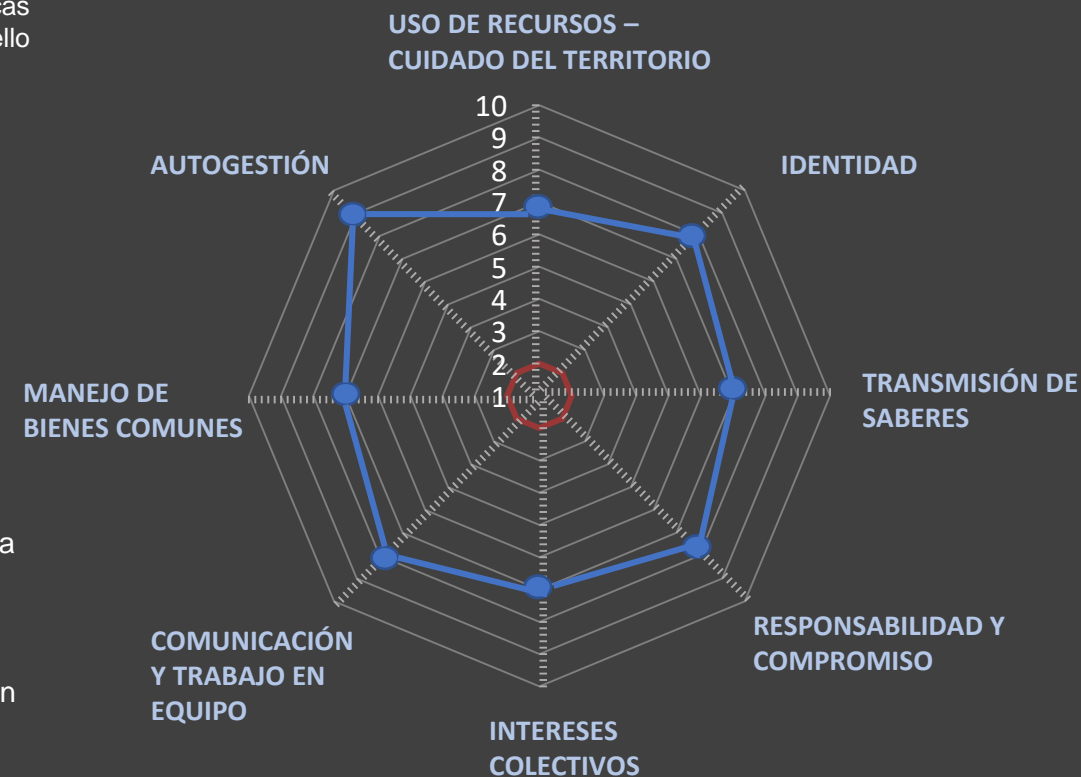 ello
USO DE RECURSOS –
CUIDADO DEL TERRITORIO
10
9
8
7
6
5
4
3
2
1
AUTOGESTIÓN
IDENTIDAD
MANEJO DE
BIENES COMUNES
TRANSMISIÓN DE
SABERES
a
COMUNICACIÓN
Y TRABAJO EN
EQUIPO
RESPONSABILIDAD Y
COMPROMISO
n
INTERESES
COLECTIVOS